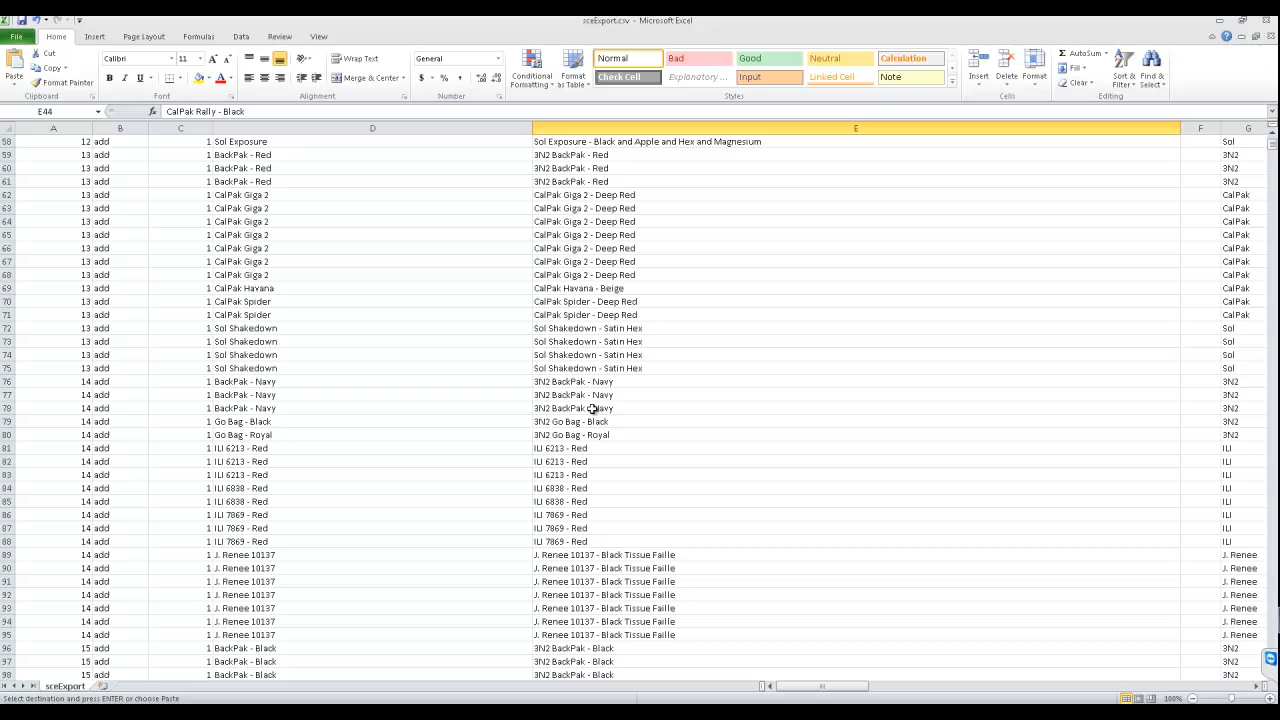 sceExport.csv - Microsoft Excel
File Home Insert Page Layout Formulas Data Review View
Cut
Copy
Format Painter
Paste
Clipboard
Calibri 11
B I U
Font
Wrap Text
Merge & Center
Alignment
General
$ % ,
Number
Conditional Formatting
Format as Table
Normal Bad Good Neutral Calculation
Check Cell Explanatory... Input Linked Cell Note
Styles
Insert Delete Format
Cells
AutoSum
Fill
Clear
Sort & Filter
Find & Select
Editing
E44 fx CalPak Rally - Black
A B C D E F G
58 12 add 1 Sol Exposure Sol Exposure - Black and Apple and Hex and Magnesium Sol
59 13 add 1 BackPak - Red 3N2 BackPak - Red 3N2
60 13 add 1 BackPak - Red 3N2 BackPak - Red 3N2
61 13 add 1 BackPak - Red 3N2 BackPak - Red 3N2
62 13 add 1 CalPak Giga 2 CalPak Giga 2 - Deep Red CalPak
63 13 add 1 CalPak Giga 2 CalPak Giga 2 - Deep Red CalPak
64 13 add 1 CalPak Giga 2 CalPak Giga 2 - Deep Red CalPak
65 13 add 1 CalPak Giga 2 CalPak Giga 2 - Deep Red CalPak
66 13 add 1 CalPak Giga 2 CalPak Giga 2 - Deep Red CalPak
67 13 add 1 CalPak Giga 2 CalPak Giga 2 - Deep Red CalPak
68 13 add 1 CalPak Giga 2 CalPak Giga 2 - Deep Red CalPak
69 13 add 1 CalPak Havana CalPak Havana - Beige CalPak
70 13 add 1 CalPak Spider CalPak Spider - Deep Red CalPak
71 13 add 1 CalPak Spider CalPak Spider - Deep Red CalPak
72 13 add 1 Sol Shakedown Sol Shakedown - Satin Hex Sol
73 13 add 1 Sol Shakedown Sol Shakedown - Satin Hex Sol
74 13 add 1 Sol Shakedown Sol Shakedown - Satin Hex Sol
75 13 add 1 Sol Shakedown Sol Shakedown - Satin Hex Sol
76 14 add 1 BackPak - Navy 3N2 BackPak - Navy 3N2
77 14 add 1 BackPak - Navy 3N2 BackPak - Navy 3N2
78 14 add 1 BackPak - Navy 3N2 BackPak - Navy 3N2
79 14 add 1 Go Bag - Black 3N2 Go Bag - Black 3N2
80 14 add 1 Go Bag - Royal 3N2 Go Bag - Royal 3N2
81 14 add 1 ILI 6213 - Red ILI 6213 - Red ILI
82 14 add 1 ILI 6213 - Red ILI 6213 - Red ILI
83 14 add 1 ILI 6213 - Red ILI 6213 - Red ILI
84 14 add 1 ILI 6838 - Red ILI 6838 - Red ILI
85 14 add 1 ILI 6838 - Red ILI 6838 - Red ILI
86 14 add 1 ILI 7869 - Red ILI 7869 - Red ILI
87 14 add 1 ILI 7869 - Red ILI 7869 - Red ILI
88 14 add 1 ILI 7869 - Red ILI 7869 - Red ILI
89 14 add 1 J. Renee 10137 J. Renee 10137 - Black Tissue Faille J. Renee
90 14 add 1 J. Renee 10137 J. Renee 10137 - Black Tissue Faille J. Renee
91 14 add 1 J. Renee 10137 J. Renee 10137 - Black Tissue Faille J. Renee
92 14 add 1 J. Renee 10137 J. Renee 10137 - Black Tissue Faille J. Renee
93 14 add 1 J. Renee 10137 J. Renee 10137 - Black Tissue Faille J. Renee
94 14 add 1 J. Renee 10137 J. Renee 10137 - Black Tissue Faille J. Renee
95 14 add 1 J. Renee 10137 J. Renee 10137 - Black Tissue Faille J. Renee
96 15 add 1 BackPak - Black 3N2 BackPak - Black 3N2
97 15 add 1 BackPak - Black 3N2 BackPak - Black 3N2
98 15 add 1 BackPak - Black 3N2 BackPak - Black 3N2
sceExport
Select destination and press ENTER or choose Paste 100%